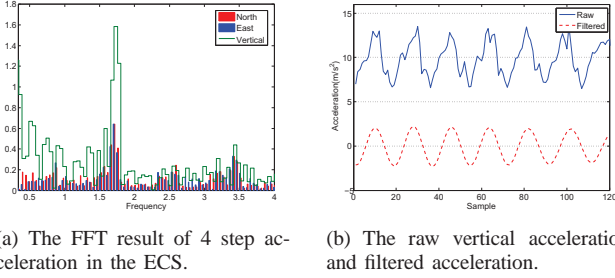 1.8
1.6
1.4
1.2
1
0.8
0.6
0.4
0.2
0
0.5 1 1.5 2 2.5 3 3.5 4
Frequency
North
East
Vertical
(a) The FFT result of 4 step ac-
celeration in the ECS.
15
10
5
0
−5
Acceleration(m/s²)
0 20 40 60 80 100 120
Sample
Raw
Filtered
(b) The raw vertical acceleration
and filtered acceleration.